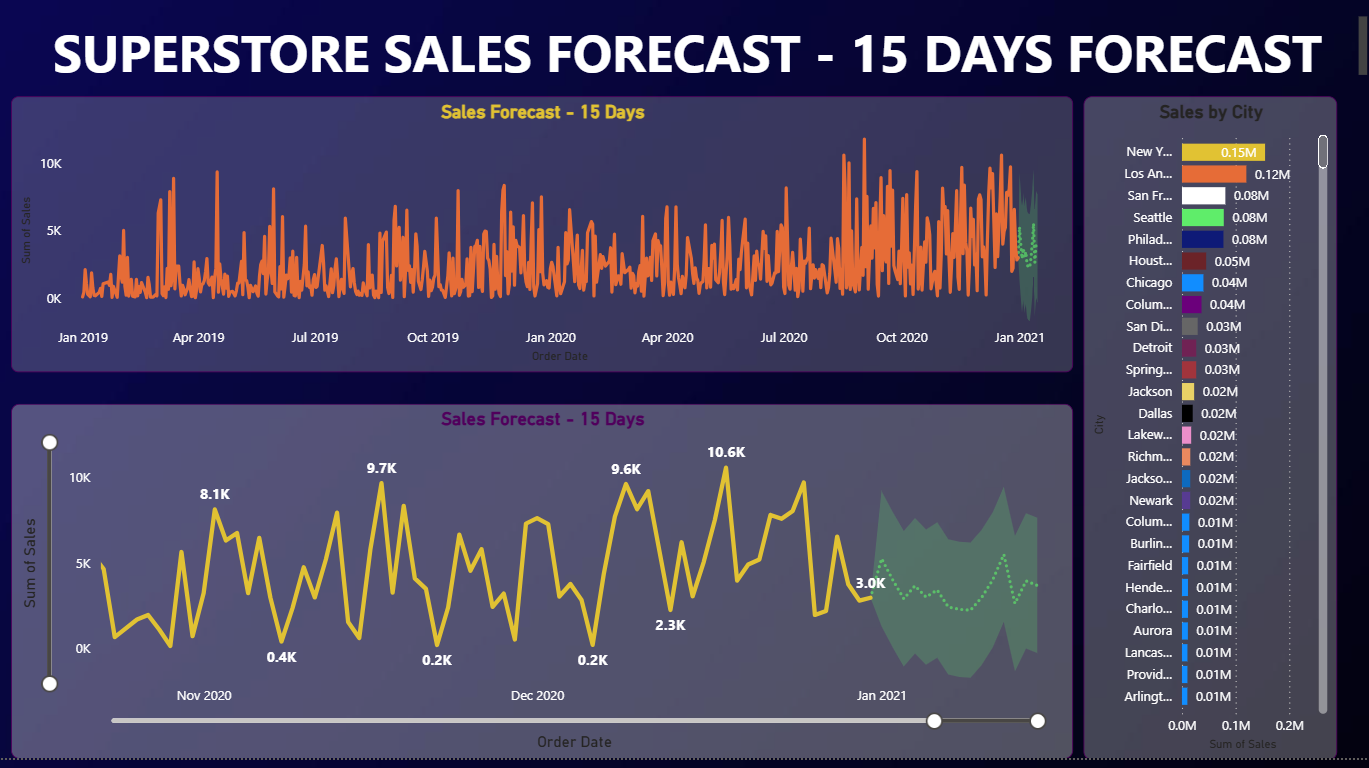 SUPERSTORE SALES FORECAST - 15 DAYS FORECAST
Sales Forecast - 15 Days
Sum of Sales
10K
5K
0K
Jan 2019 Apr 2019 Jul 2019 Oct 2019 Jan 2020 Apr 2020 Jul 2020 Oct 2020 Jan 2021
Order Date
Sales Forecast - 15 Days
Sum of Sales
10K
5K
0K
8.1K
0.4K
9.7K
0.2K
0.2K
9.6K
2.3K
10.6K
3.0K
Nov 2020 Dec 2020 Jan 2021
Order Date
Sales by City
City
New Y... 0.15M
Los An... 0.12M
San Fr... 0.08M
Seattle 0.08M
Philad... 0.08M
Houst... 0.05M
Chicago 0.04M
Colum... 0.04M
San Di... 0.03M
Detroit 0.03M
Spring... 0.03M
Jackson 0.02M
Dallas 0.02M
Lakew... 0.02M
Richm... 0.02M
Jackso... 0.02M
Newark 0.02M
Colum... 0.01M
Burlin... 0.01M
Fairfield 0.01M
Hende... 0.01M
Charlo... 0.01M
Aurora 0.01M
Lancas... 0.01M
Provid... 0.01M
Arlingt... 0.01M
0.0M 0.1M 0.2M
Sum of Sales